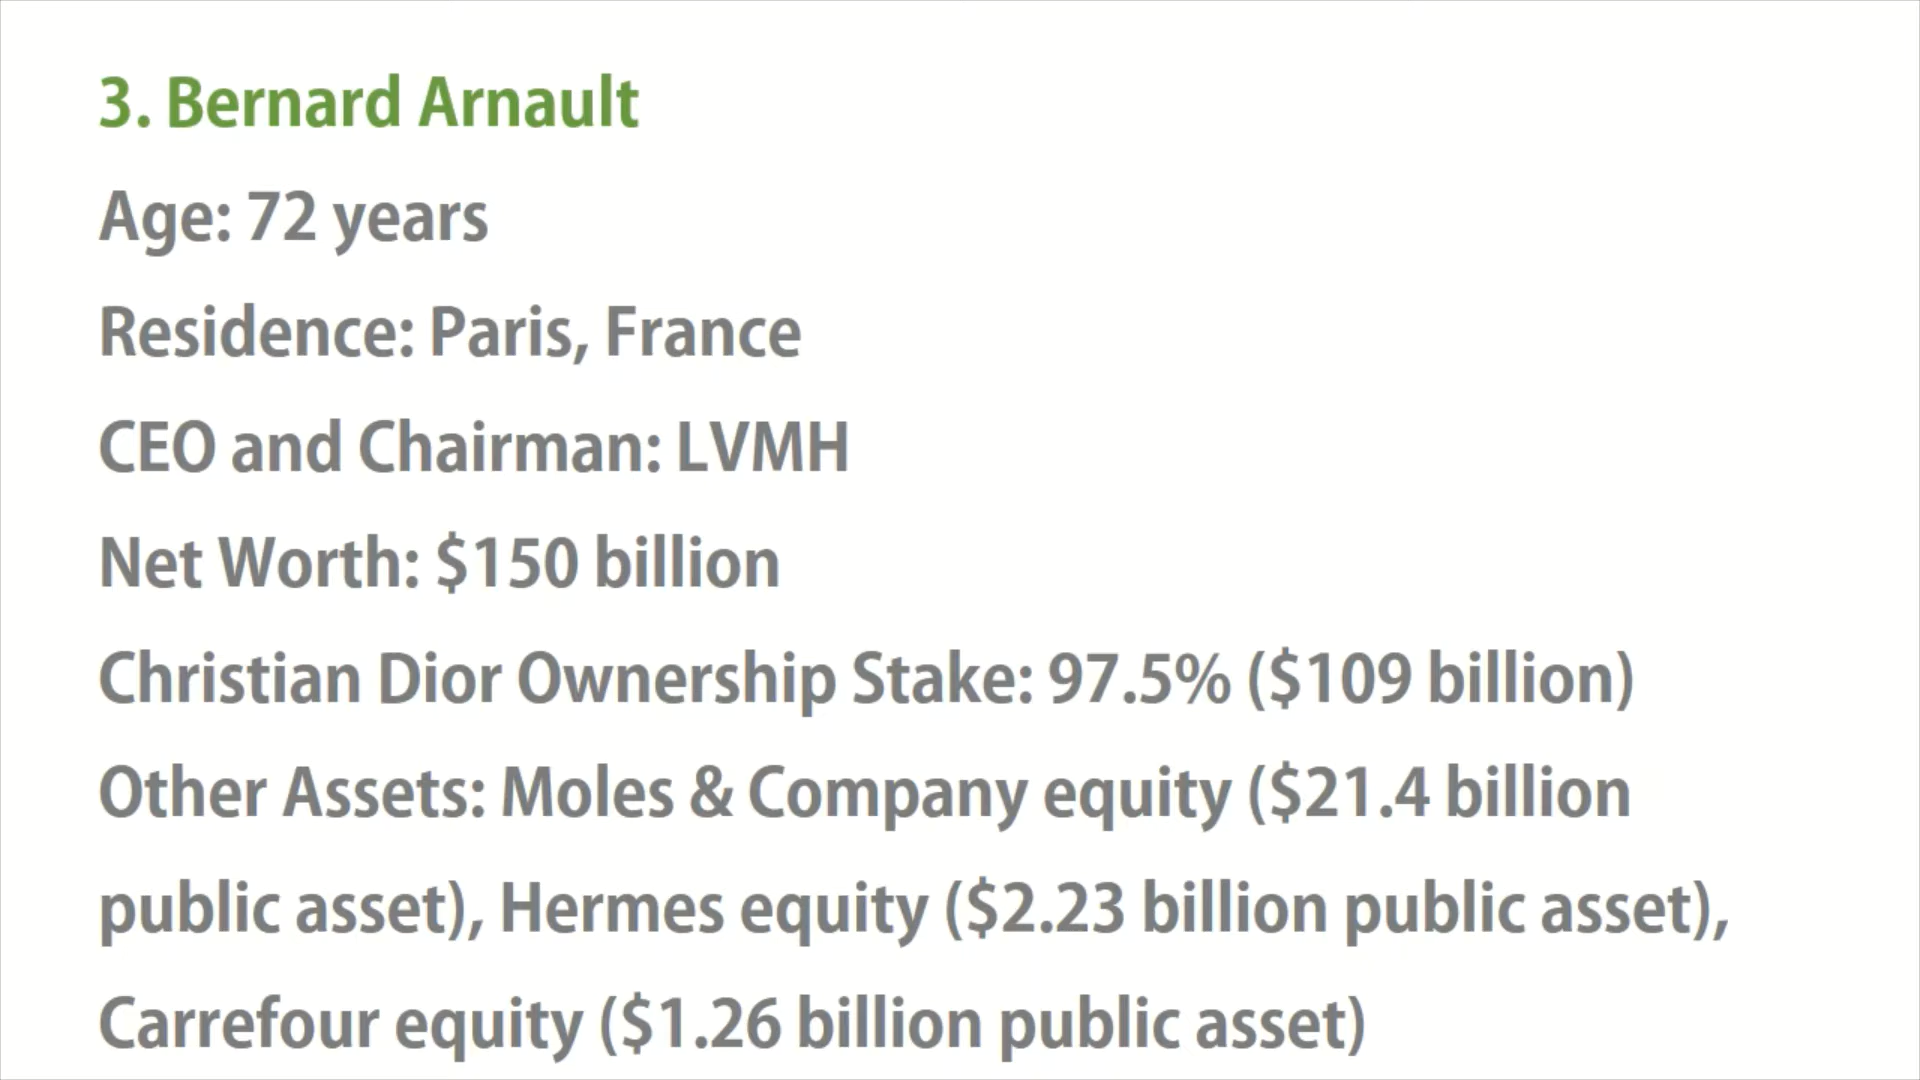 3. Bernard Arnault
Age: 72 years
Residence: Paris, France
CEO and Chairman: LVMH
Net Worth: $150 billion
Christian Dior Ownership Stake: 97.5% ($109 billion)
Other Assets: Moles & Company equity ($21.4 billion
public asset), Hermes equity ($2.23 billion public asset),
Carrefour equity ($1.26 billion public asset)